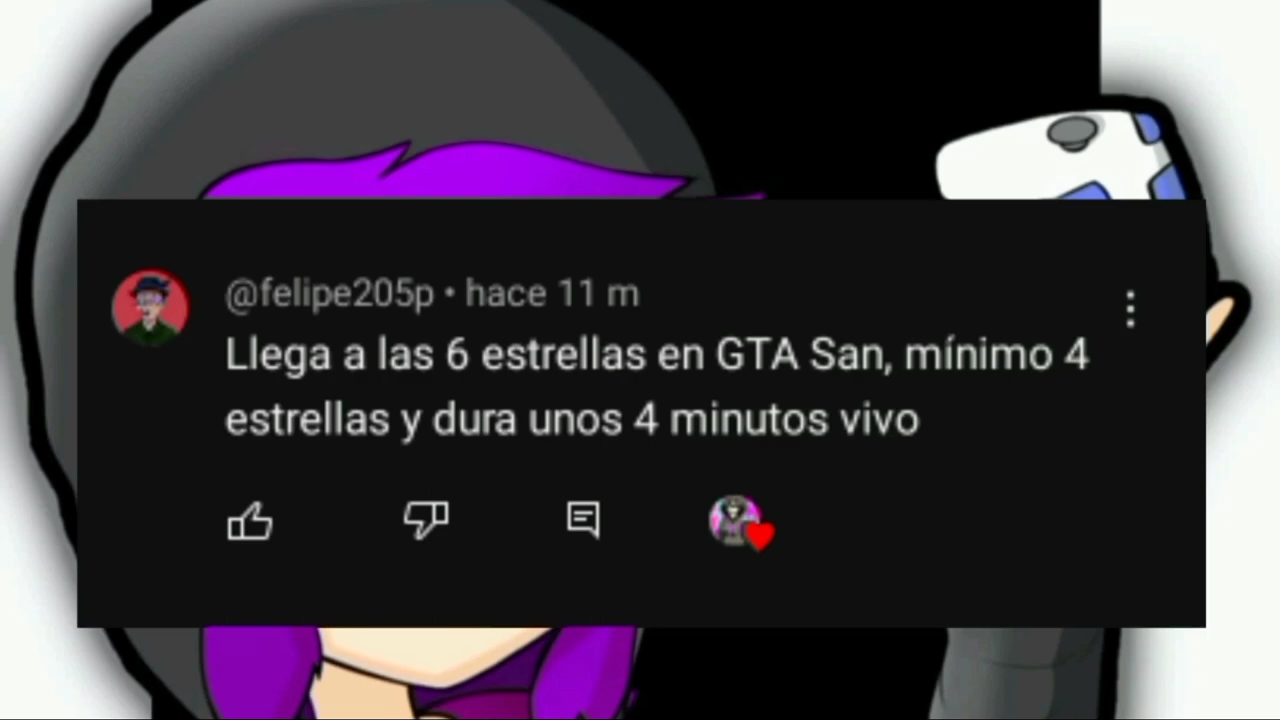 @felipe205p • hace 11 m
Llega a las 6 estrellas en GTA San, mínimo 4
estrellas y dura unos 4 minutos vivo